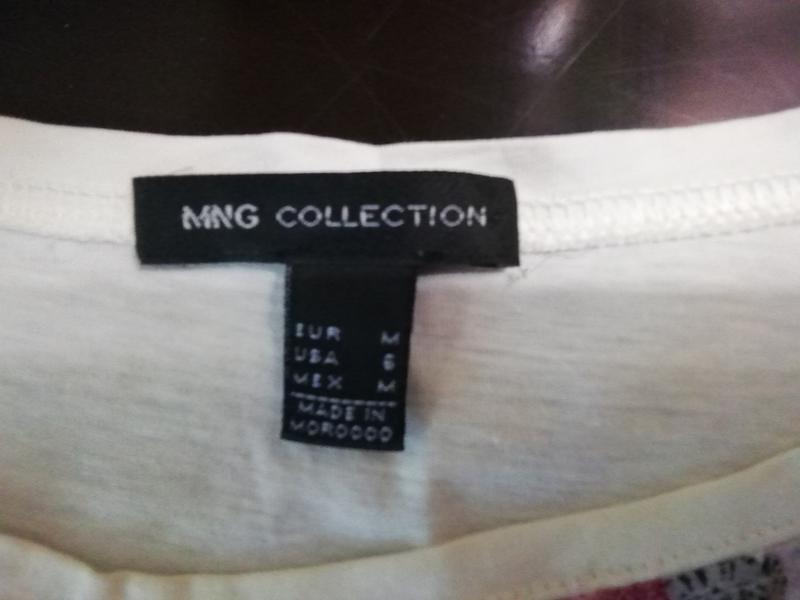 MNG COLLECTION
EUR M
USA 6
MEX M
MADE IN
MOROCCO